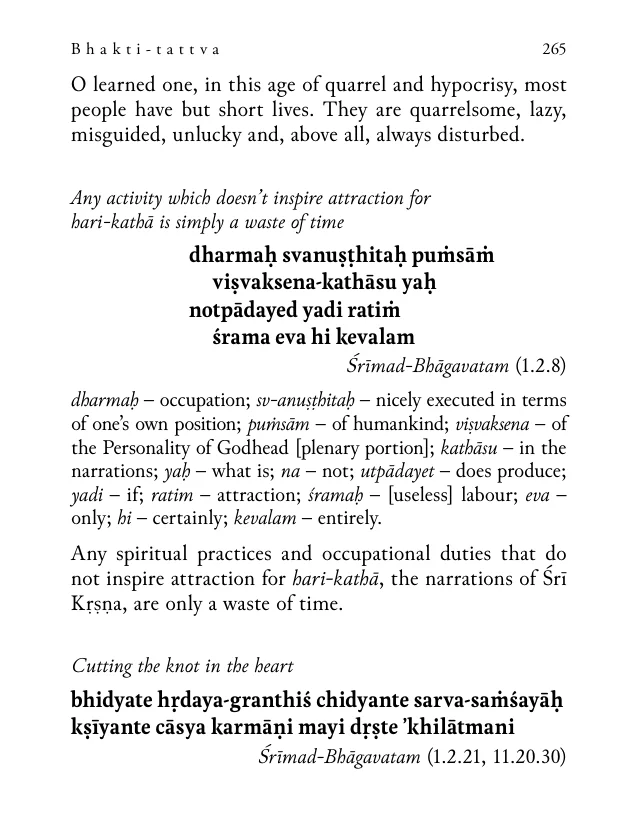 Bhakti-tattva 265
O learned one, in this age of quarrel and hypocrisy, most
people have but short lives. They are quarrelsome, lazy,
misguided, unlucky and, above all, always disturbed.
Any activity which doesn’t inspire attraction for
hari-kathā is simply a waste of time
dharmaḥ svanuṣṭhitaḥ puṁsāṁ
viṣvaksena-kathāsu yaḥ
notpādayed yadi ratiṁ
śrama eva hi kevalam
Śrīmad-Bhāgavatam (1.2.8)
dharmaḥ – occupation; sv-anuṣṭhitaḥ – nicely executed in terms
of one’s own position; puṁsām – of humankind; viṣvaksena – of
the Personality of Godhead [plenary portion]; kathāsu – in the
narrations; yaḥ – what is; na – not; utpādayet – does produce;
yadi – if; ratim – attraction; śramaḥ – [useless] labour; eva –
only; hi – certainly; kevalam – entirely.
Any spiritual practices and occupational duties that do
not inspire attraction for hari-kathā, the narrations of Śrī
Kṛṣṇa, are only a waste of time.
Cutting the knot in the heart
bhidyate hṛdaya-granthiś chidyante sarva-saṁśayāḥ
kṣīyante cāsya karmāṇi mayi dṛṣte ’khilātmani
Śrīmad-Bhāgavatam (1.2.21, 11.20.30)